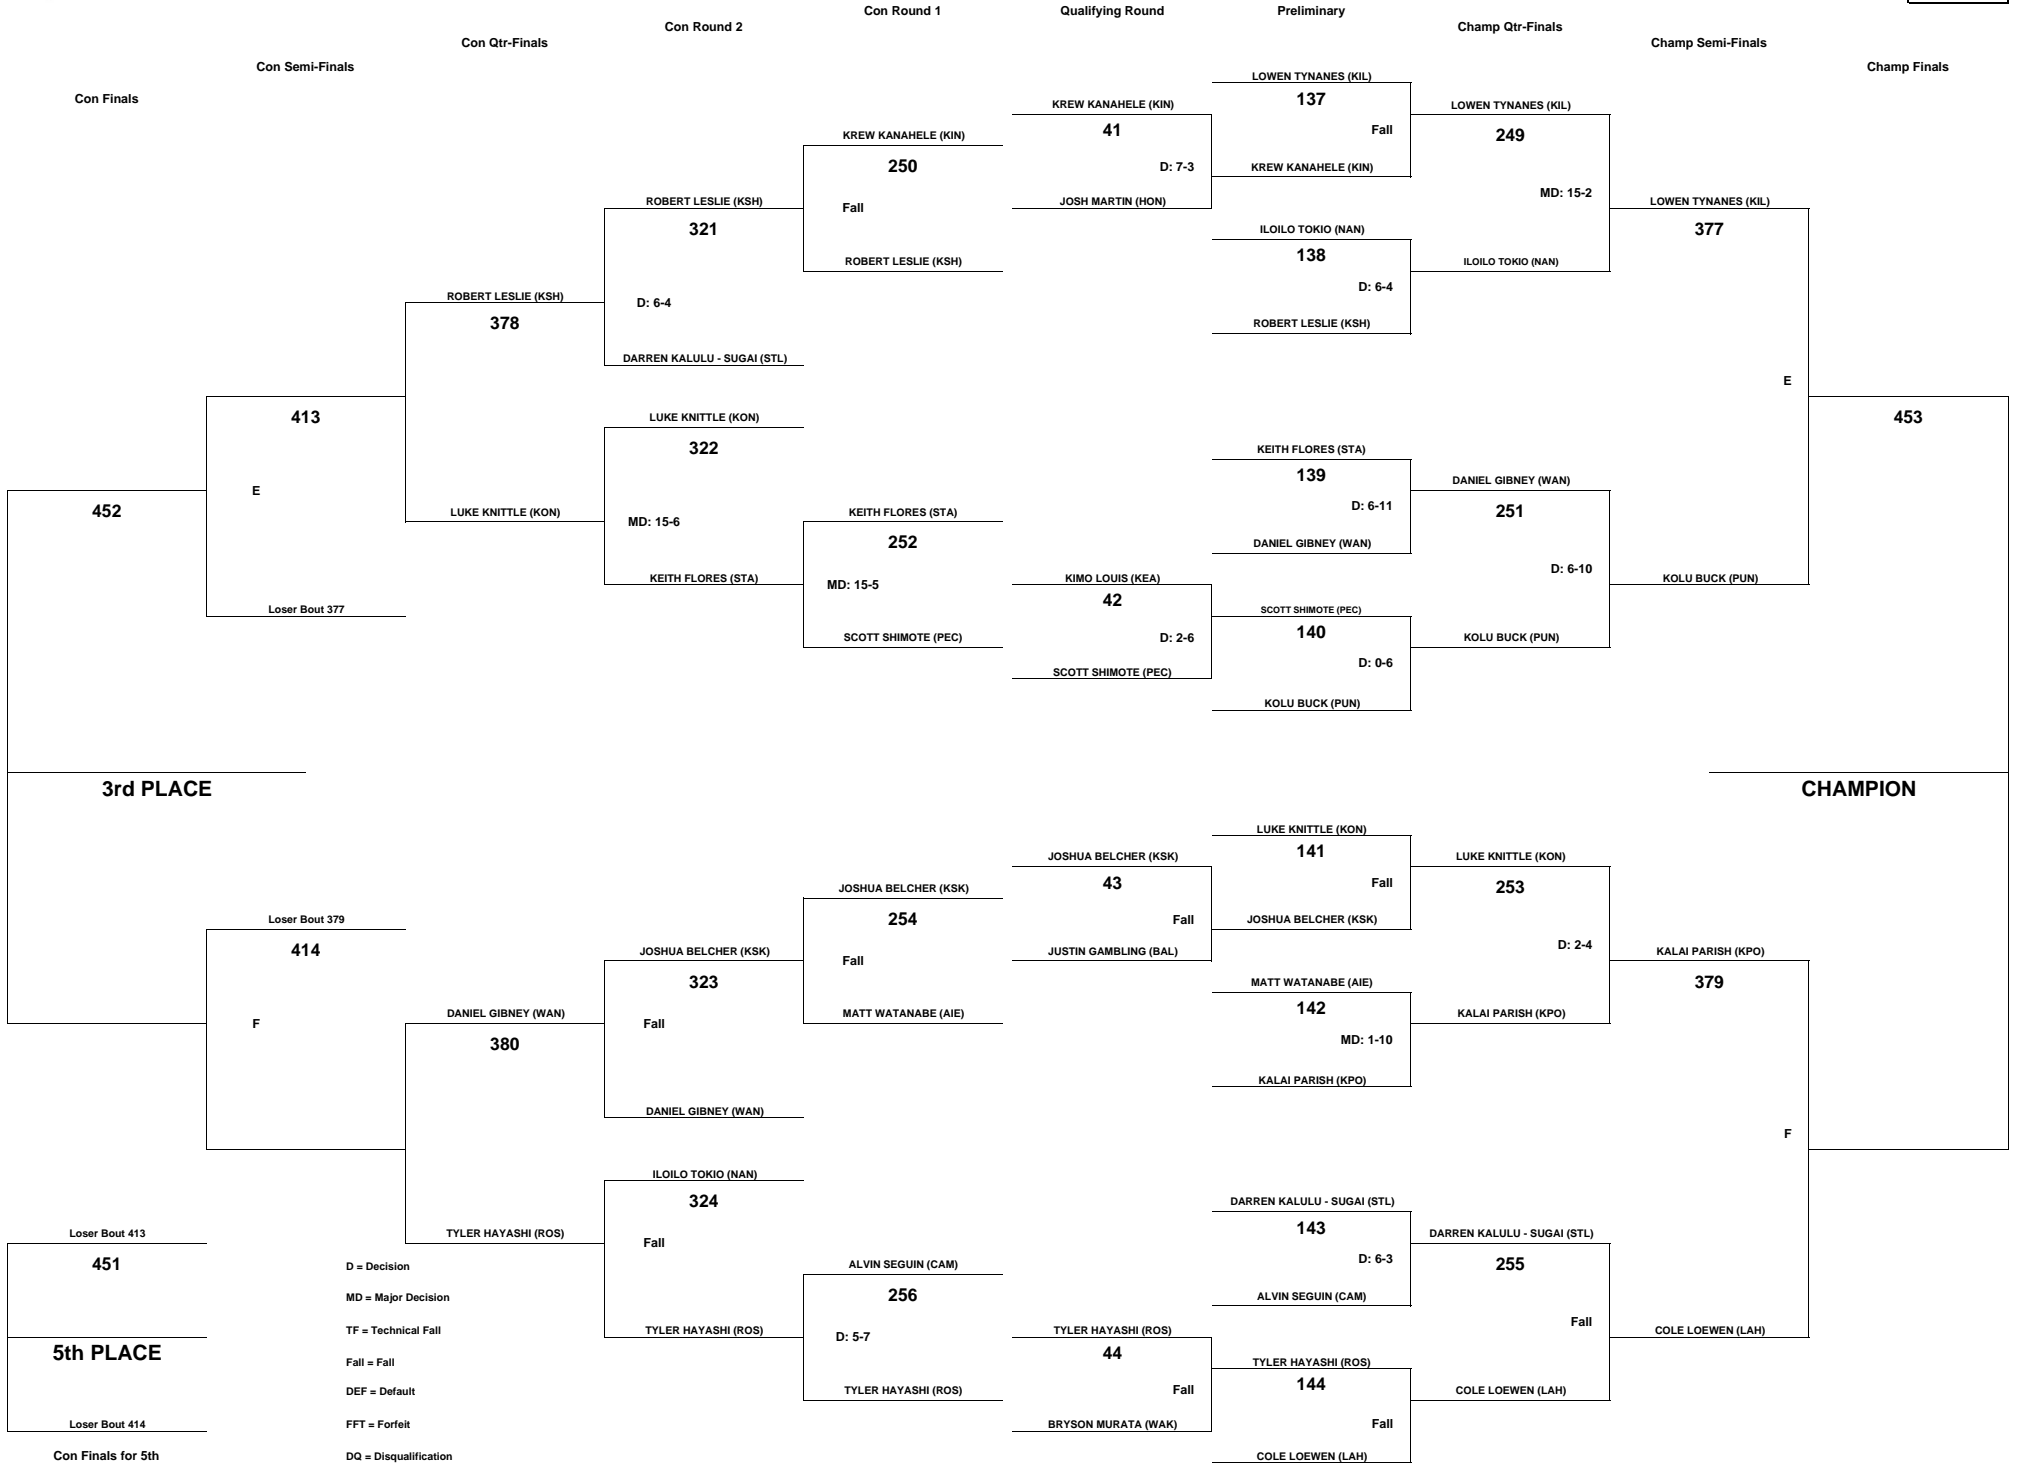 Con Round 1
Qualifying Round
Preliminary
Con Round 2
Champ Qtr-Finals
Con Qtr-Finals
Champ Semi-Finals
Con Semi-Finals
Champ Finals
Con Finals
LOWEN TYNANES (KIL)
137
Fall
KREW KANAHELE (KIN)
KREW KANAHELE (KIN)
41
D: 7-3
JOSH MARTIN (HON)
LOWEN TYNANES (KIL)
249
MD: 15-2
ILOILO TOKIO (NAN)
KREW KANAHELE (KIN)
250
Fall
ROBERT LESLIE (KSH)
ROBERT LESLIE (KSH)
321
D: 6-4
DARREN KALULU - SUGAI (STL)
ILOILO TOKIO (NAN)
138
D: 6-4
ROBERT LESLIE (KSH)
LOWEN TYNANES (KIL)
377
E
KOLU BUCK (PUN)
ROBERT LESLIE (KSH)
378
LUKE KNITTLE (KON)
413
E
Loser Bout 377
LUKE KNITTLE (KON)
322
MD: 15-6
KEITH FLORES (STA)
453
KEITH FLORES (STA)
139
D: 6-11
DANIEL GIBNEY (WAN)
DANIEL GIBNEY (WAN)
251
D: 6-10
KOLU BUCK (PUN)
452
KEITH FLORES (STA)
252
MD: 15-5
SCOTT SHIMOTE (PEC)
KIMO LOUIS (KEA)
42
D: 2-6
SCOTT SHIMOTE (PEC)
SCOTT SHIMOTE (PEC)
140
D: 0-6
KOLU BUCK (PUN)
3rd PLACE
CHAMPION
LUKE KNITTLE (KON)
141
Fall
JOSHUA BELCHER (KSK)
JOSHUA BELCHER (KSK)
43
Fall
JUSTIN GAMBLING (BAL)
LUKE KNITTLE (KON)
253
D: 2-4
KALAI PARISH (KPO)
JOSHUA BELCHER (KSK)
254
Fall
MATT WATANABE (AIE)
Loser Bout 379
414
F
JOSHUA BELCHER (KSK)
323
Fall
DANIEL GIBNEY (WAN)
KALAI PARISH (KPO)
379
F
COLE LOEWEN (LAH)
MATT WATANABE (AIE)
142
MD: 1-10
KALAI PARISH (KPO)
DANIEL GIBNEY (WAN)
380
TYLER HAYASHI (ROS)
ILOILO TOKIO (NAN)
324
Fall
TYLER HAYASHI (ROS)
DARREN KALULU - SUGAI (STL)
143
D: 6-3
ALVIN SEGUIN (CAM)
DARREN KALULU - SUGAI (STL)
255
Fall
COLE LOEWEN (LAH)
ALVIN SEGUIN (CAM)
256
D: 5-7
TYLER HAYASHI (ROS)
TYLER HAYASHI (ROS)
44
Fall
BRYSON MURATA (WAK)
TYLER HAYASHI (ROS)
144
Fall
COLE LOEWEN (LAH)
Loser Bout 413
451
5th PLACE
Loser Bout 414
Con Finals for 5th
D = Decision
MD = Major Decision
TF = Technical Fall
Fall = Fall
DEF = Default
FFT = Forfeit
DQ = Disqualification